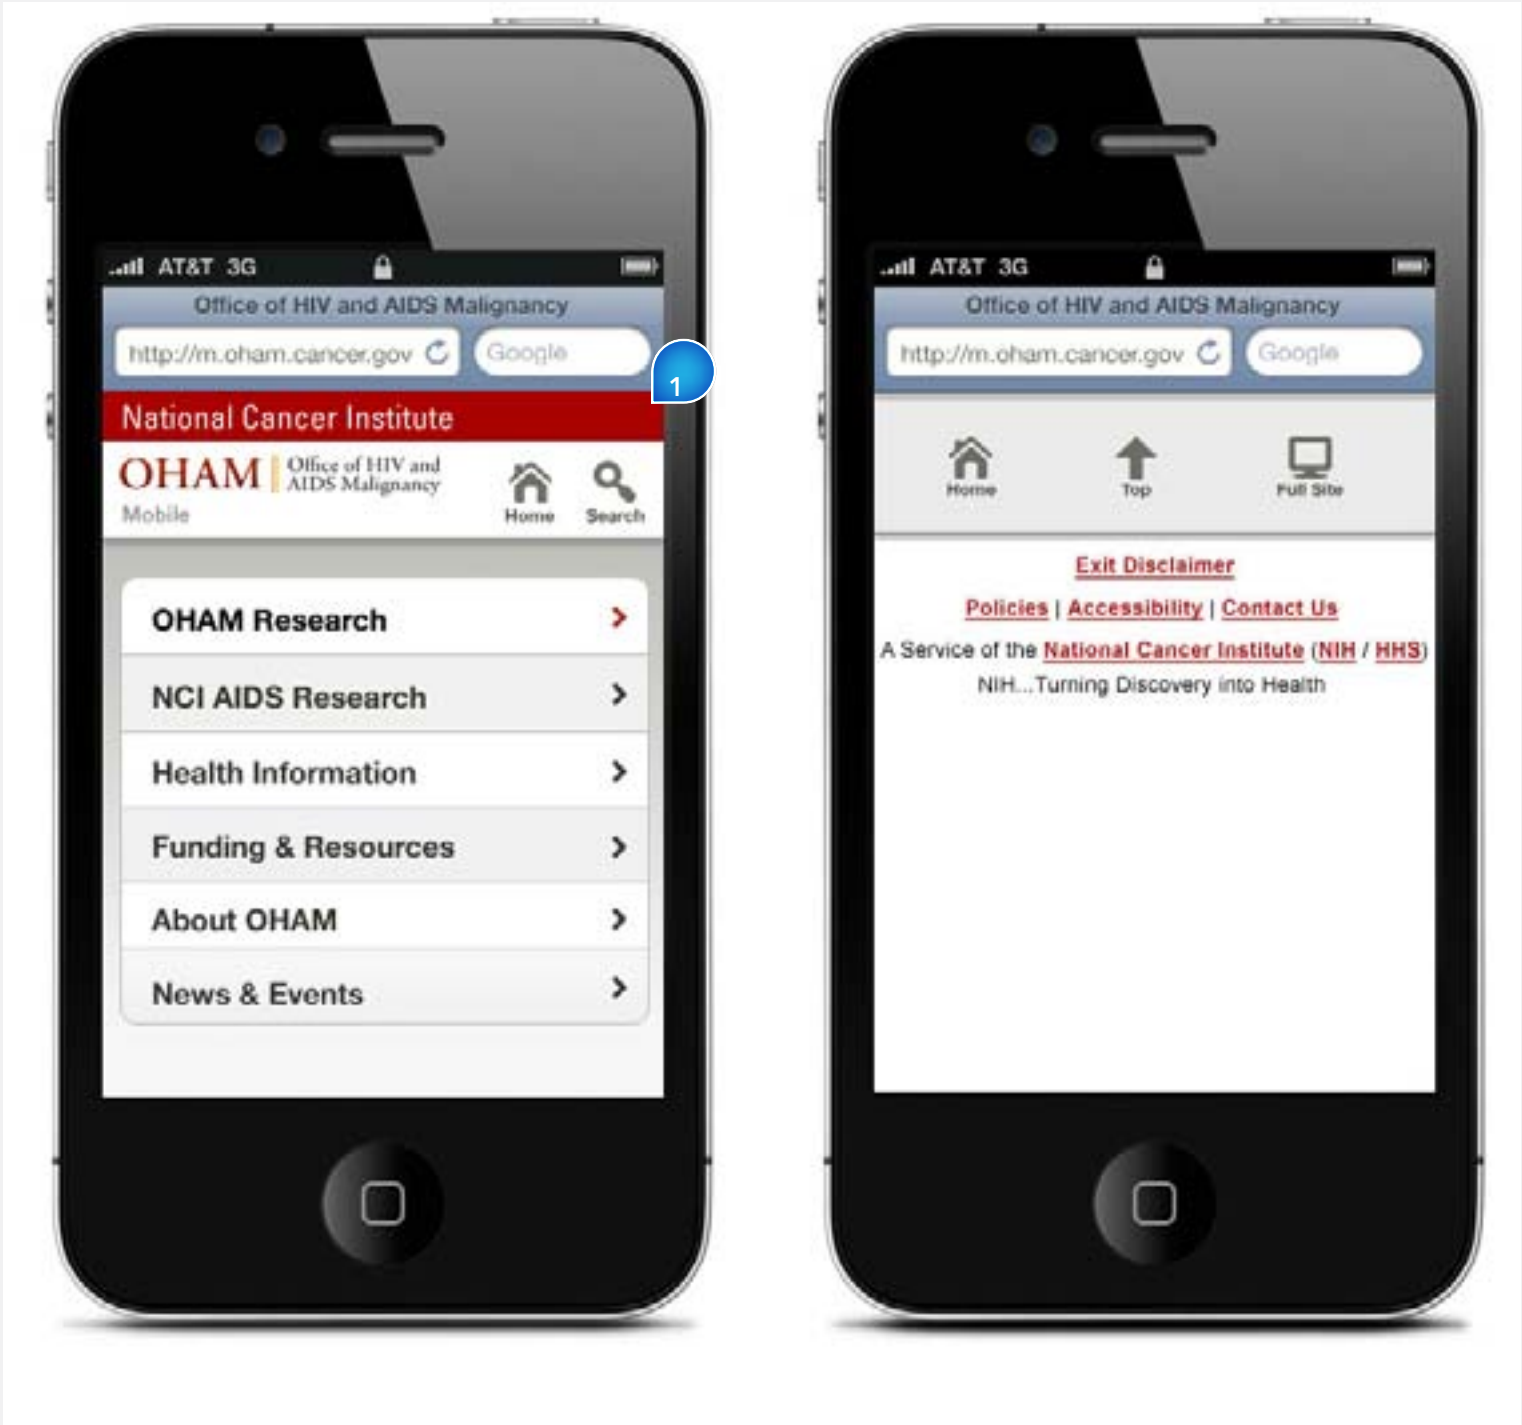 AT&T 3G
Office of HIV and AIDS Malignancy
http://m.oham.cancer.gov Google
1
National Cancer Institute
OHAM Office of HIV and
AIDS Malignancy
Mobile
Home Search
OHAM Research
NCI AIDS Research
Health Information
Funding & Resources
About OHAM
News & Events
AT&T 3G
Office of HIV and AIDS Malignancy
http://m.oham.cancer.gov Google
Home Top Full Site
Exit Disclaimer
Policies | Accessibility | Contact Us
A Service of the National Cancer Institute (NIH / HHS)
NIH...Turning Discovery into Health